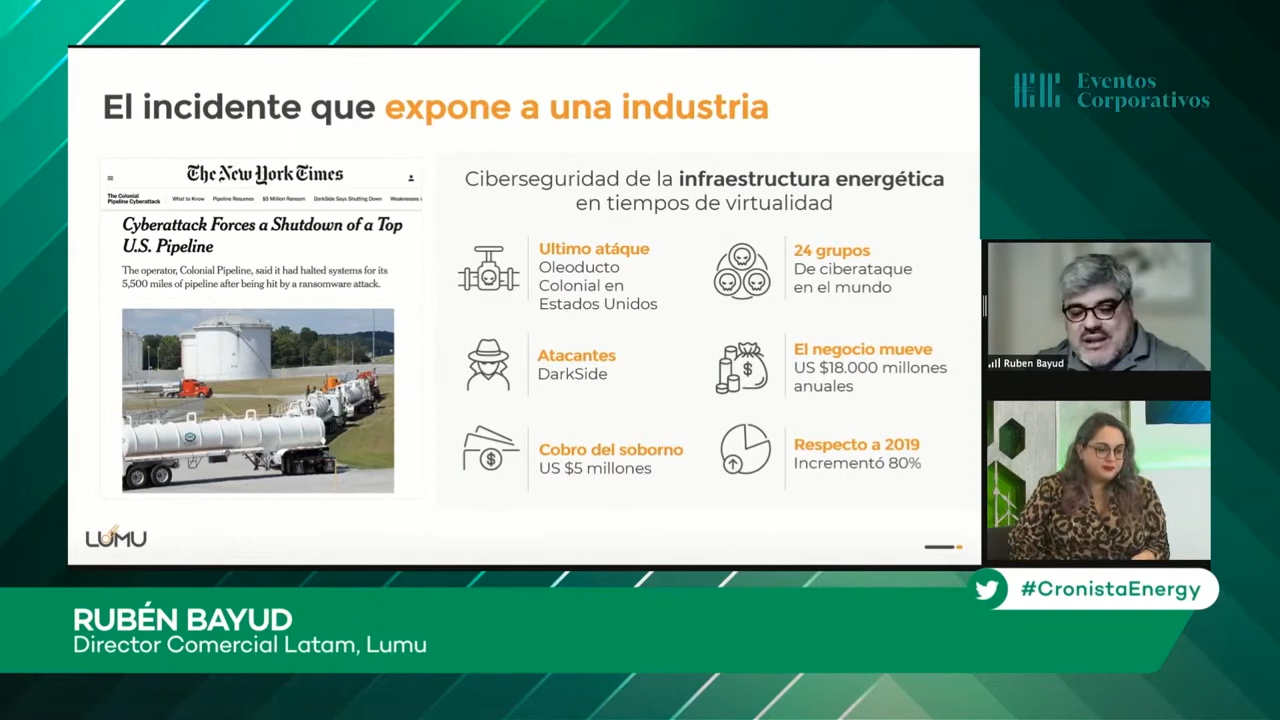 El incidente que expone a una industria
Eventos
Corporativos
The New York Times
The Colonial
Pipeline Cyberattack
What to Know
Pipeline Resumes
$5 Million Ransom
DarkSide Says Shutting Down
Weaknesses
Cyberattack Forces a Shutdown of a Top
U.S. Pipeline
The operator, Colonial Pipeline, said it had halted systems for its
5,500 miles of pipeline after being hit by a ransomware attack.
Ciberseguridad de la infraestructura energética
en tiempos de virtualidad
Ultimo atáque
Oleoducto
Colonial en
Estados Unidos
24 grupos
De ciberataque
en el mundo
Atacantes
DarkSide
El negocio mueve
US $18.000 millones
anuales
Cobro del soborno
US $5 millones
Respecto a 2019
Incrementó 80%
LUMU
Ruben Bayud
#CronistaEnergy
RUBÉN BAYUD
Director Comercial Latam, Lumu